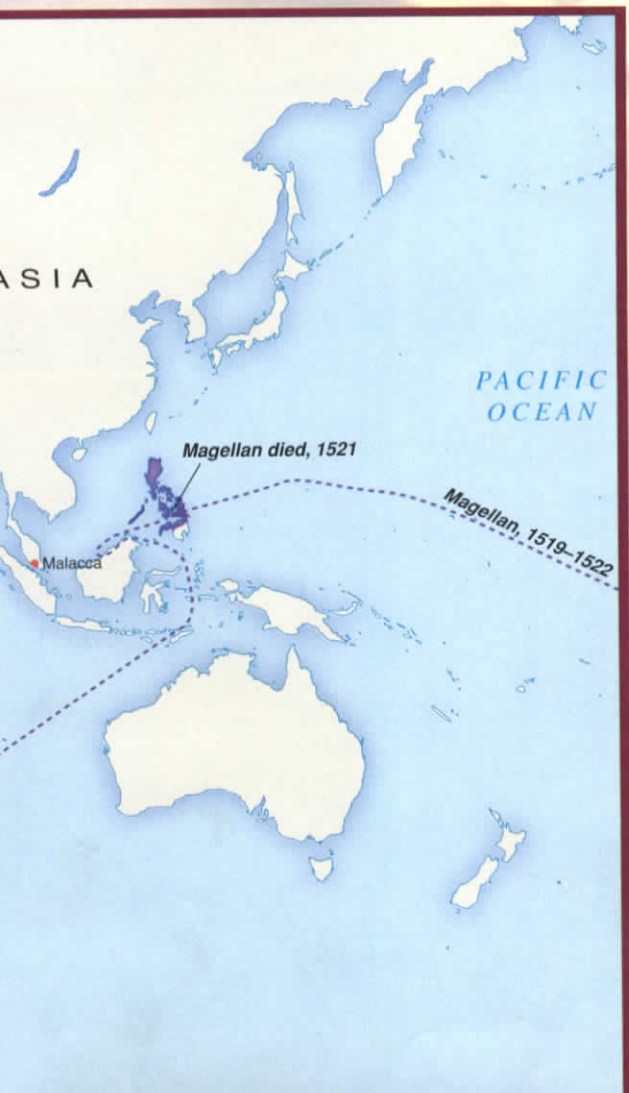 ASIA
PACIFIC
OCEAN
Magellan died, 1521
Magellan, 1519–1522
Malacca